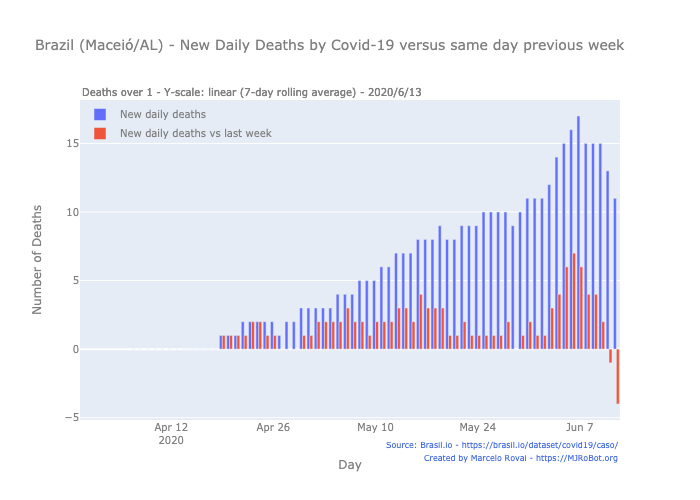 Brazil (Maceió/AL) - New Daily Deaths by Covid-19 versus same day previous week
Deaths over 1 - Y-scale: linear (7-day rolling average) - 2020/6/13
New daily deaths
New daily deaths vs last week
15
10
5
0
−5
Number of Deaths
Apr 12 Apr 26 May 10 May 24 Jun 7
2020
Day
Source: Brasil.io - https://brasil.io/dataset/covid19/caso/
Created by Marcelo Rovai - https://MJRoBot.org